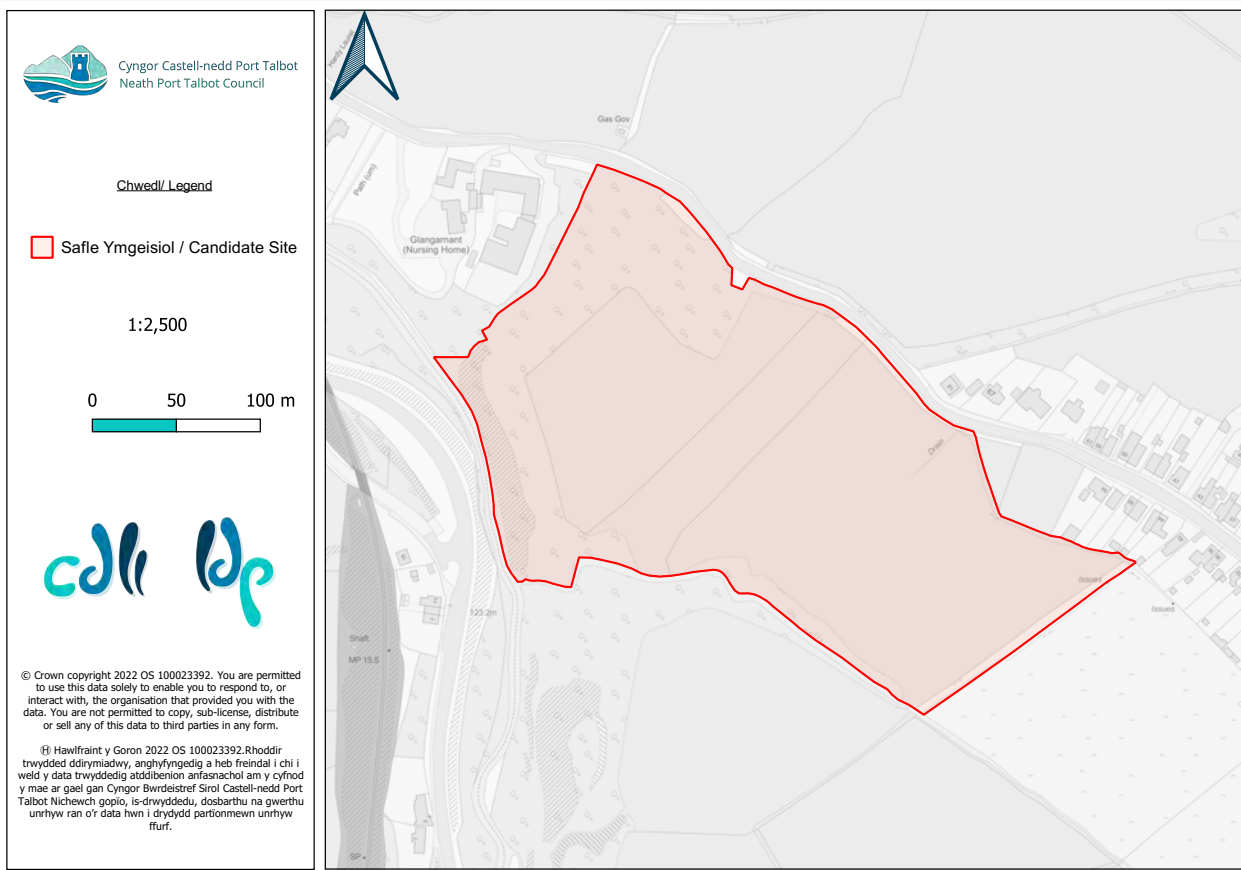 Cyngor Castell-nedd Port Talbot
Neath Port Talbot Council
Chwedl/ Legend
Safle Ymgeisiol / Candidate Site
1:2,500
0 50 100 m
cdll ldp
© Crown copyright 2022 OS 100023392. You are permitted
to use this data solely to enable you to respond to, or
interact with, the organisation that provided you with the
data. You are not permitted to copy, sub-license, distribute
or sell any of this data to third parties in any form.
Ⓗ Hawlfraint y Goron 2022 OS 100023392.Rhoddir
trwydded ddirymiadwy, anghyfyngedig a heb freindal i chi i
weld y data trwyddedig atddibenion anfasnachol am y cyfnod
y mae ar gael gan Cyngor Bwrdeistref Sirol Castell-nedd Port
Talbot Nichewch gopïo, is-drwyddedu, dosbarthu na gwerthu
unrhyw ran o'r data hwn i drydydd partïonmewn unrhyw
ffurf.
Gas Gov
Path (um)
Glangarnant
(Nursing Home)
Drain
Issues
Issues
123.2m
Shaft
MP 15.5
SP